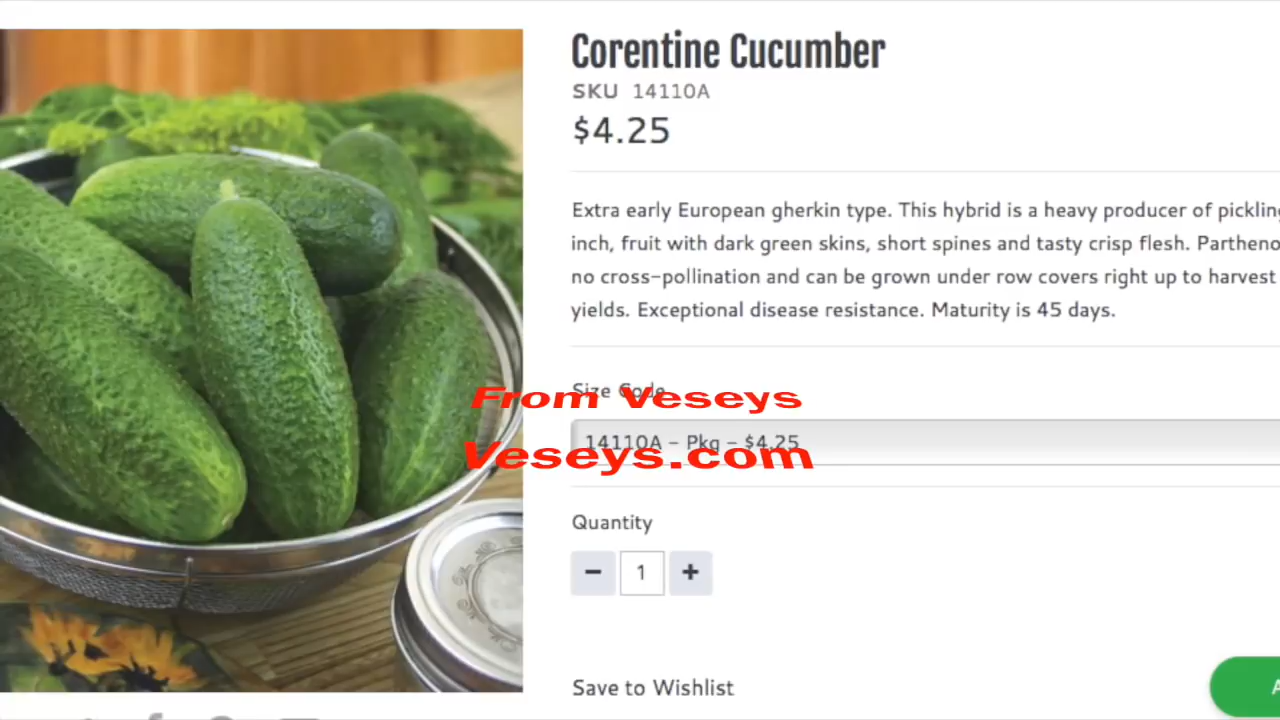 Corentine Cucumber
SKU 14110A
$4.25
Extra early European gherkin type. This hybrid is a heavy producer of
inch, fruit with dark green skins, short spines and tasty crisp flesh.
no cross-pollination and can be grown under row covers right up to harvest
yields. Exceptional disease resistance. Maturity is 45 days.
Size Code
From Veseys
14110A - Pkg - $4.25
Veseys.com
Quantity
− 1 +
Save to Wishlist